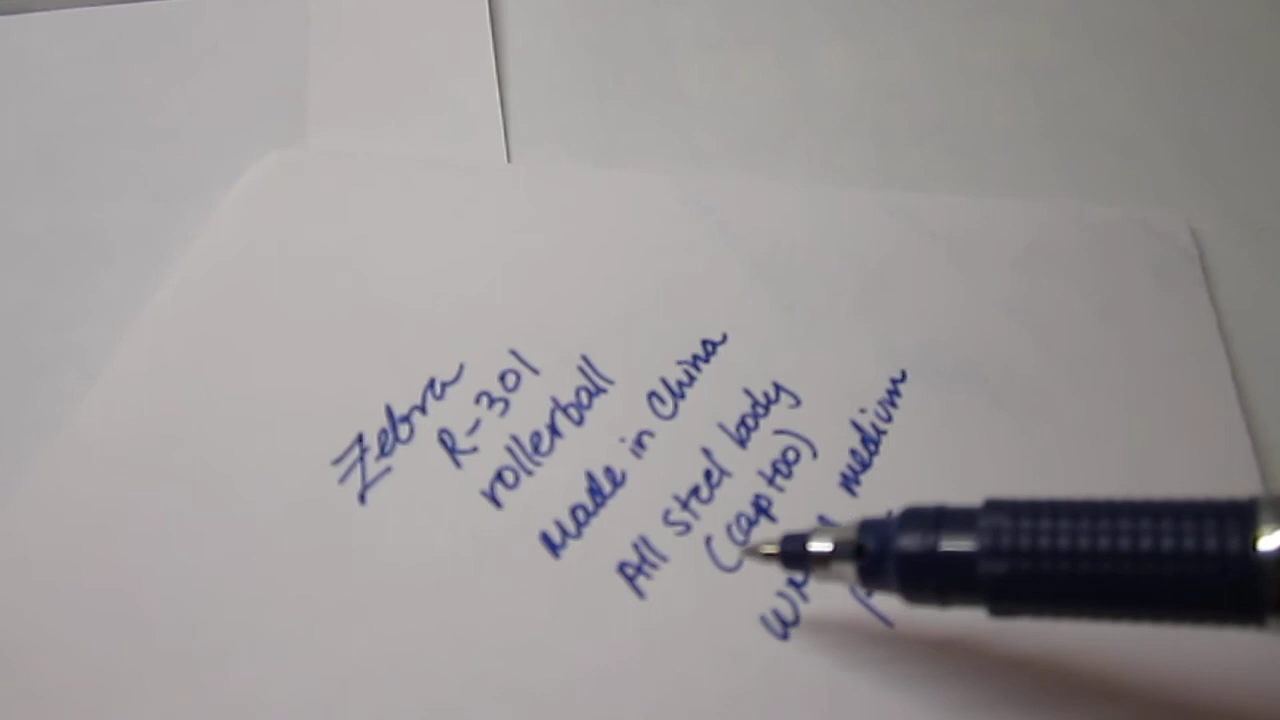 Zebra
R-301
rollerball
Made in China
All steel body
(cap too)
medium